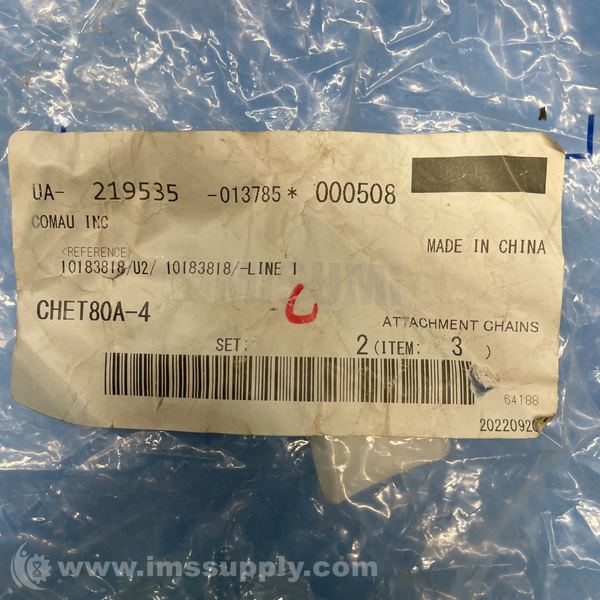 UA- 219535 -013785* 000508
COMAU INC
MADE IN CHINA
<REFERENCE>
10183818/U2/ 10183818/-LINE 1
CHET80A-4
ATTACHMENT CHAINS
SET: 2 (ITEM: 3 )
64188
2022092
www.imssupply.com